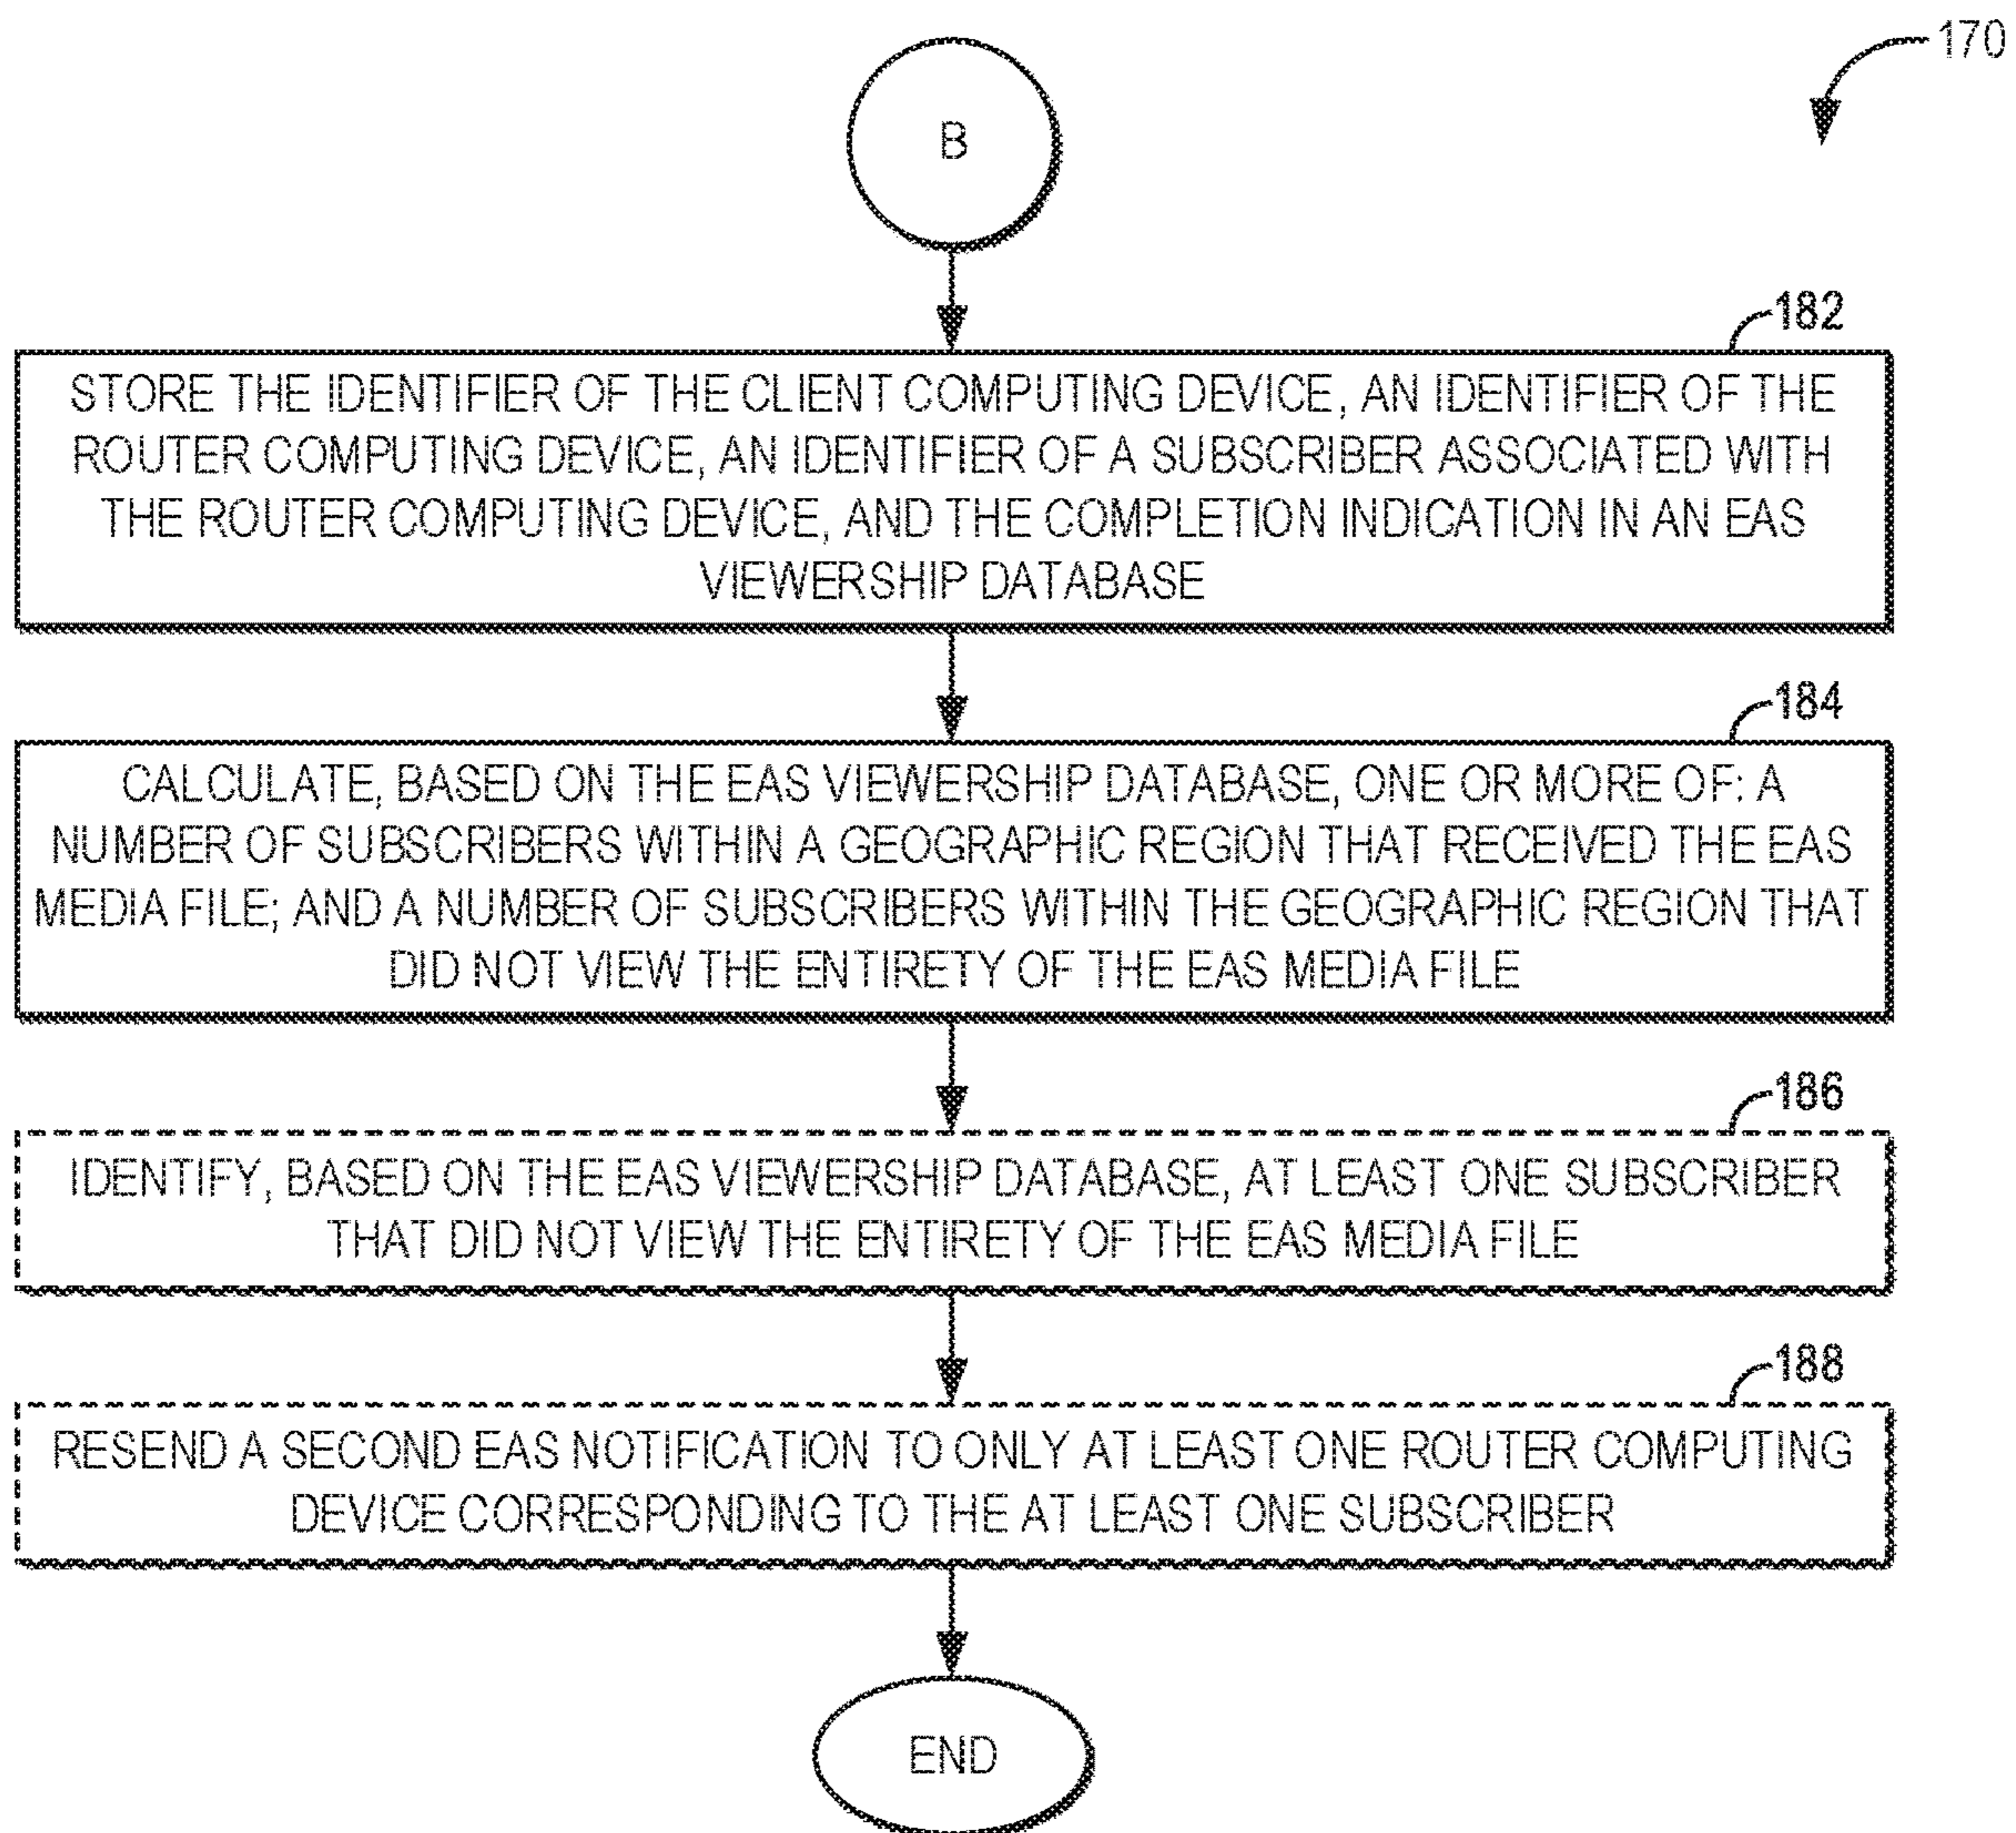 170
B
182
STORE THE IDENTIFIER OF THE CLIENT COMPUTING DEVICE, AN IDENTIFIER OF THE
ROUTER COMPUTING DEVICE, AN IDENTIFIER OF A SUBSCRIBER ASSOCIATED WITH
THE ROUTER COMPUTING DEVICE, AND THE COMPLETION INDICATION IN AN EAS
VIEWERSHIP DATABASE
184
CALCULATE, BASED ON THE EAS VIEWERSHIP DATABASE, ONE OR MORE OF: A
NUMBER OF SUBSCRIBERS WITHIN A GEOGRAPHIC REGION THAT RECEIVED THE EAS
MEDIA FILE; AND A NUMBER OF SUBSCRIBERS WITHIN THE GEOGRAPHIC REGION THAT
DID NOT VIEW THE ENTIRETY OF THE EAS MEDIA FILE
186
IDENTIFY, BASED ON THE EAS VIEWERSHIP DATABASE, AT LEAST ONE SUBSCRIBER
THAT DID NOT VIEW THE ENTIRETY OF THE EAS MEDIA FILE
188
RESEND A SECOND EAS NOTIFICATION TO ONLY AT LEAST ONE ROUTER COMPUTING
DEVICE CORRESPONDING TO THE AT LEAST ONE SUBSCRIBER
END